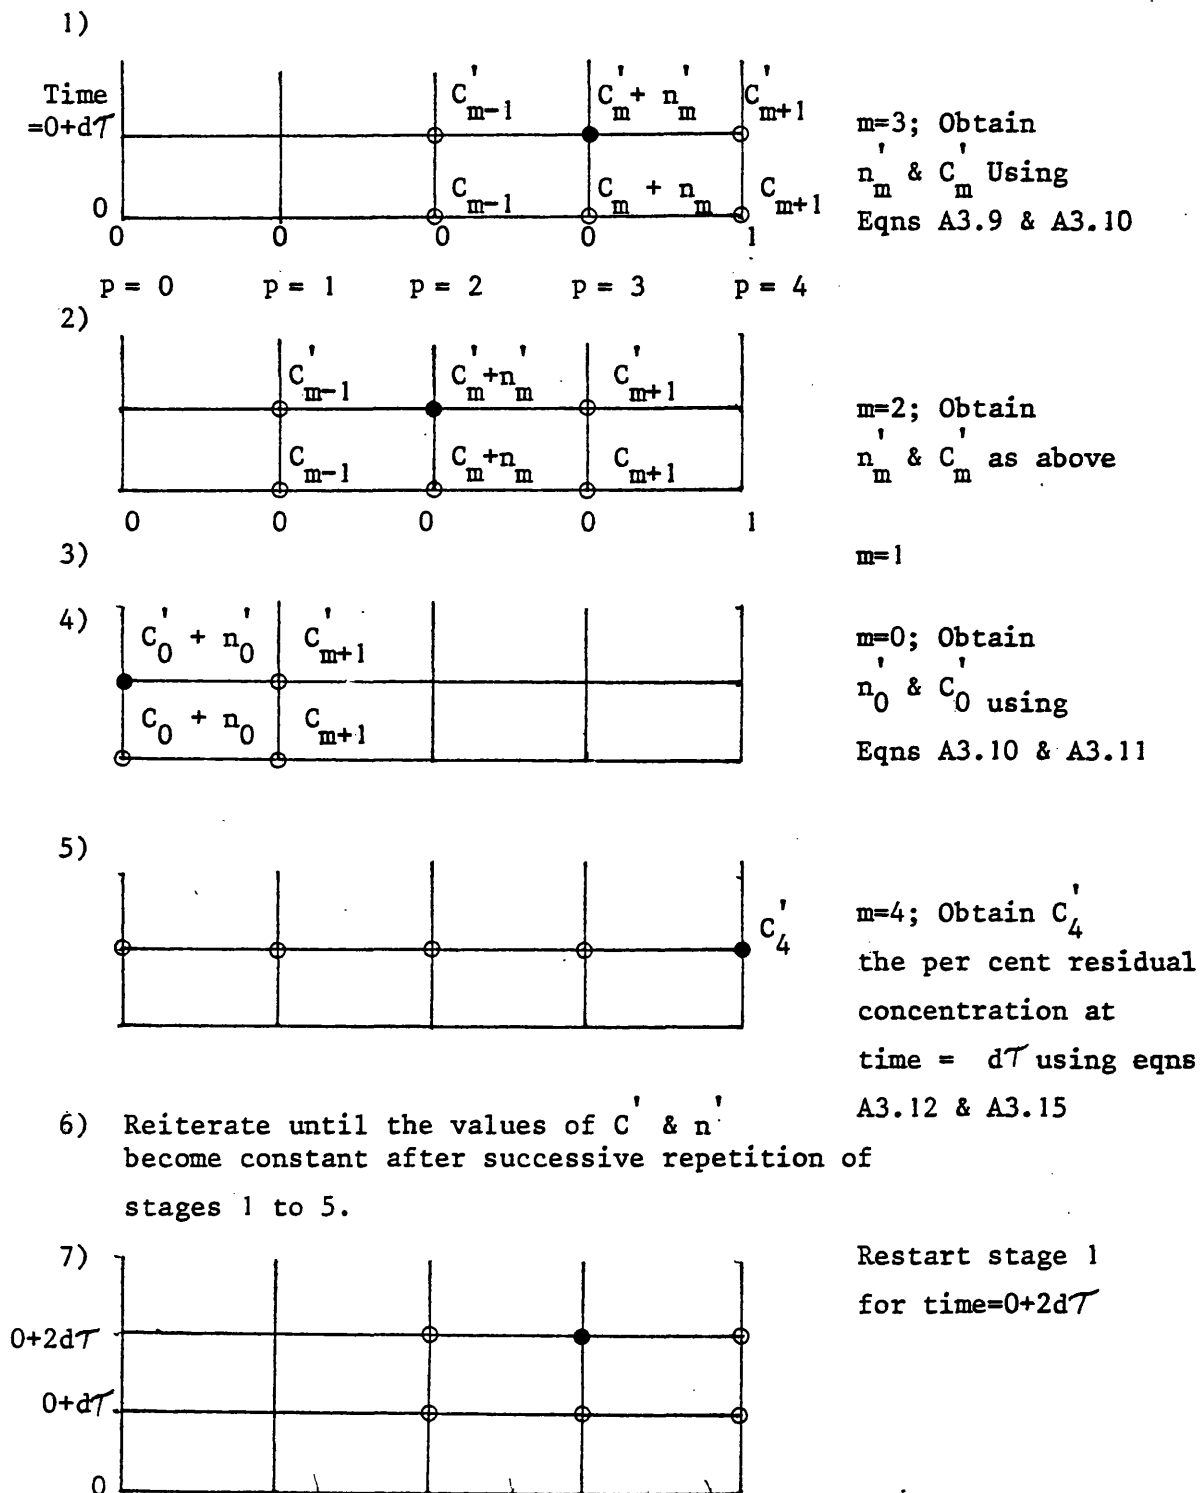 1)
Time
=0+dτ
C'm-1 C'm + n'm C'm+1
Cm-1 Cm + nm Cm+1
0
0 0 0 0 1
m=3; Obtain
n'm & C'm Using
Eqns A3.9 & A3.10
p = 0 p = 1 p = 2 p = 3 p = 4
2)
C'm-1 C'm+n'm C'm+1
Cm-1 Cm+nm Cm+1
0 0 0 0 1
m=2; Obtain
n'm & C'm as above
3) m=1
4)
C'0 + n'0 C'm+1
C0 + n0 Cm+1
m=0; Obtain
n'0 & C'0 using
Eqns A3.10 & A3.11
5)
C'4
m=4; Obtain C'4
the per cent residual
concentration at
time = dτ using eqns
A3.12 & A3.15
6) Reiterate until the values of C' & n'
become constant after successive repetition of
stages 1 to 5.
7)
0+2dτ
0+dτ
0
Restart stage 1
for time=0+2dτ